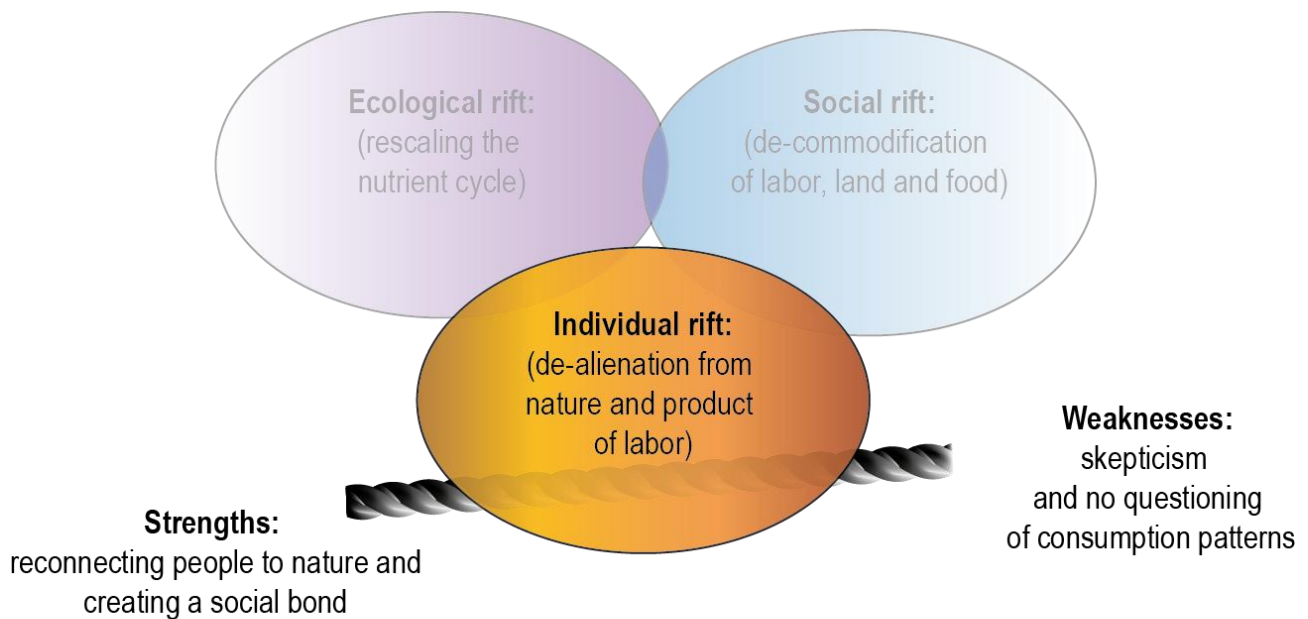 Ecological rift:
(rescaling the
nutrient cycle)
Social rift:
(de-commodification
of labor, land and food)
Individual rift:
(de-alienation from
nature and product
of labor)
Weaknesses:
skepticism
and no questioning
of consumption patterns
Strengths:
reconnecting people to nature and
creating a social bond